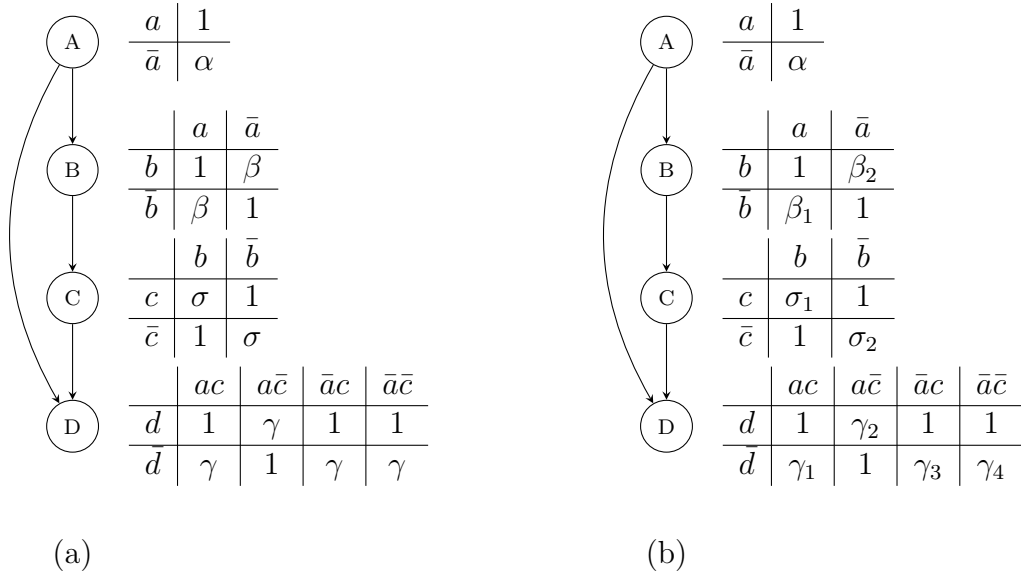 A a 1 A a 1
ā α ā α
a ā a ā
B b 1 β B b 1 β₂
b̄ β 1 b̄ β₁ 1
b b̄ b b̄
C c σ 1 C c σ₁ 1
c̄ 1 σ c̄ 1 σ₂
ac ac̄ āc āc̄ ac ac̄ āc āc̄
D d 1 γ 1 1 D d 1 γ₂ 1 1
d̄ γ 1 γ γ d̄ γ₁ 1 γ₃ γ₄
(a) (b)